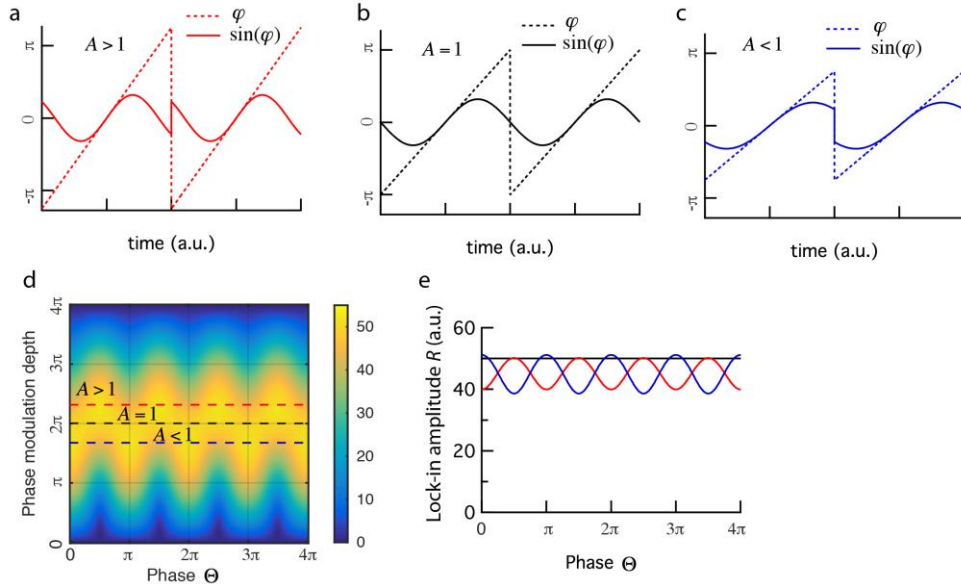 a
A > 1
φ
sin(φ)
π
0
-π
time (a.u.)
b
A = 1
φ
sin(φ)
π
0
-π
time (a.u.)
c
A < 1
φ
sin(φ)
π
0
-π
time (a.u.)
d
Phase modulation depth
4π
3π
2π
π
0
A > 1
A = 1
A < 1
0 π 2π 3π 4π
Phase Θ
50
40
30
20
10
0
e
Lock-in amplitude R (a.u.)
60
40
20
0
0 π 2π 3π 4π
Phase Θ